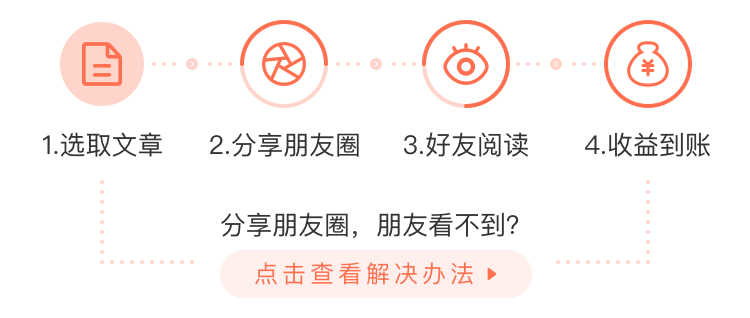 1.选取文章
2.分享朋友圈
3.好友阅读
4.收益到账
分享朋友圈，朋友看不到？
点击查看解决办法